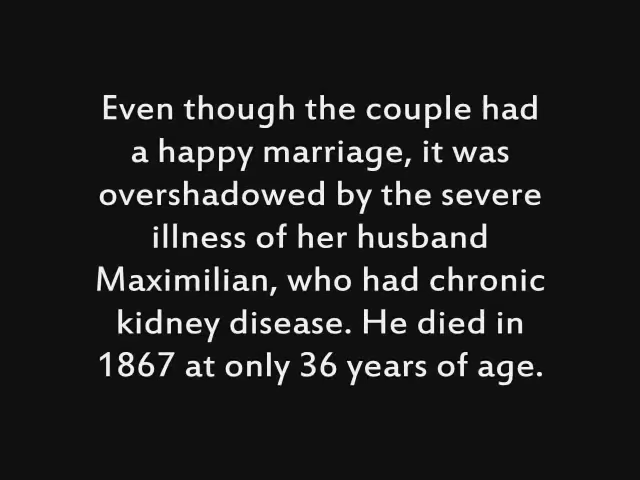 Even though the couple had
a happy marriage, it was
overshadowed by the severe
illness of her husband
Maximilian, who had chronic
kidney disease. He died in
1867 at only 36 years of age.